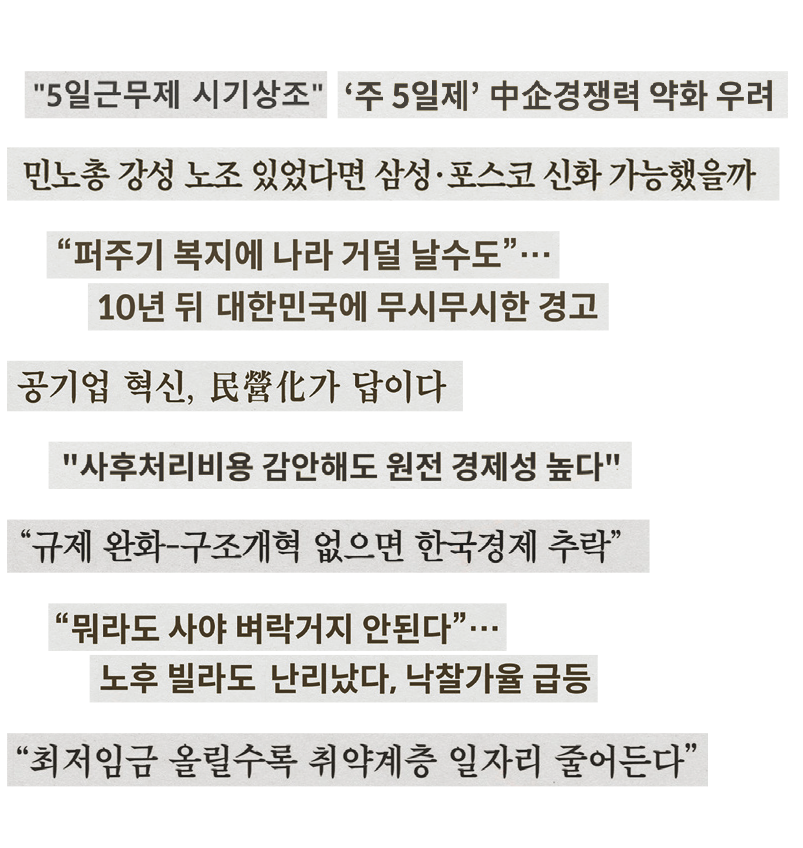 "5일근무제 시기상조" ‘주 5일제’ 中企경쟁력 약화 우려
민노총 강성 노조 있었다면 삼성·포스코 신화 가능했을까
“퍼주기 복지에 나라 거덜 날수도”…
10년 뒤 대한민국에 무시무시한 경고
공기업 혁신, 民營化가 답이다
"사후처리비용 감안해도 원전 경제성 높다"
“규제 완화-구조개혁 없으면 한국경제 추락”
“뭐라도 사야 벼락거지 안된다”…
노후 빌라도 난리났다, 낙찰가율 급등
“최저임금 올릴수록 취약계층 일자리 줄어든다”